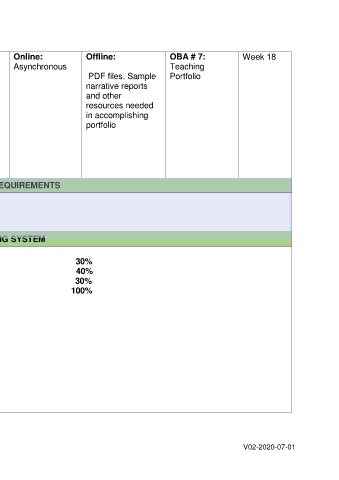 Online:
Asynchronous
Offline:
PDF files, Sample
narrative reports
and other
resources needed
in accomplishing
portfolio
OBA # 7:
Teaching
Portfolio
Week 18
EQUIREMENTS
NG SYSTEM
30%
40%
30%
100%
V02-2020-07-01